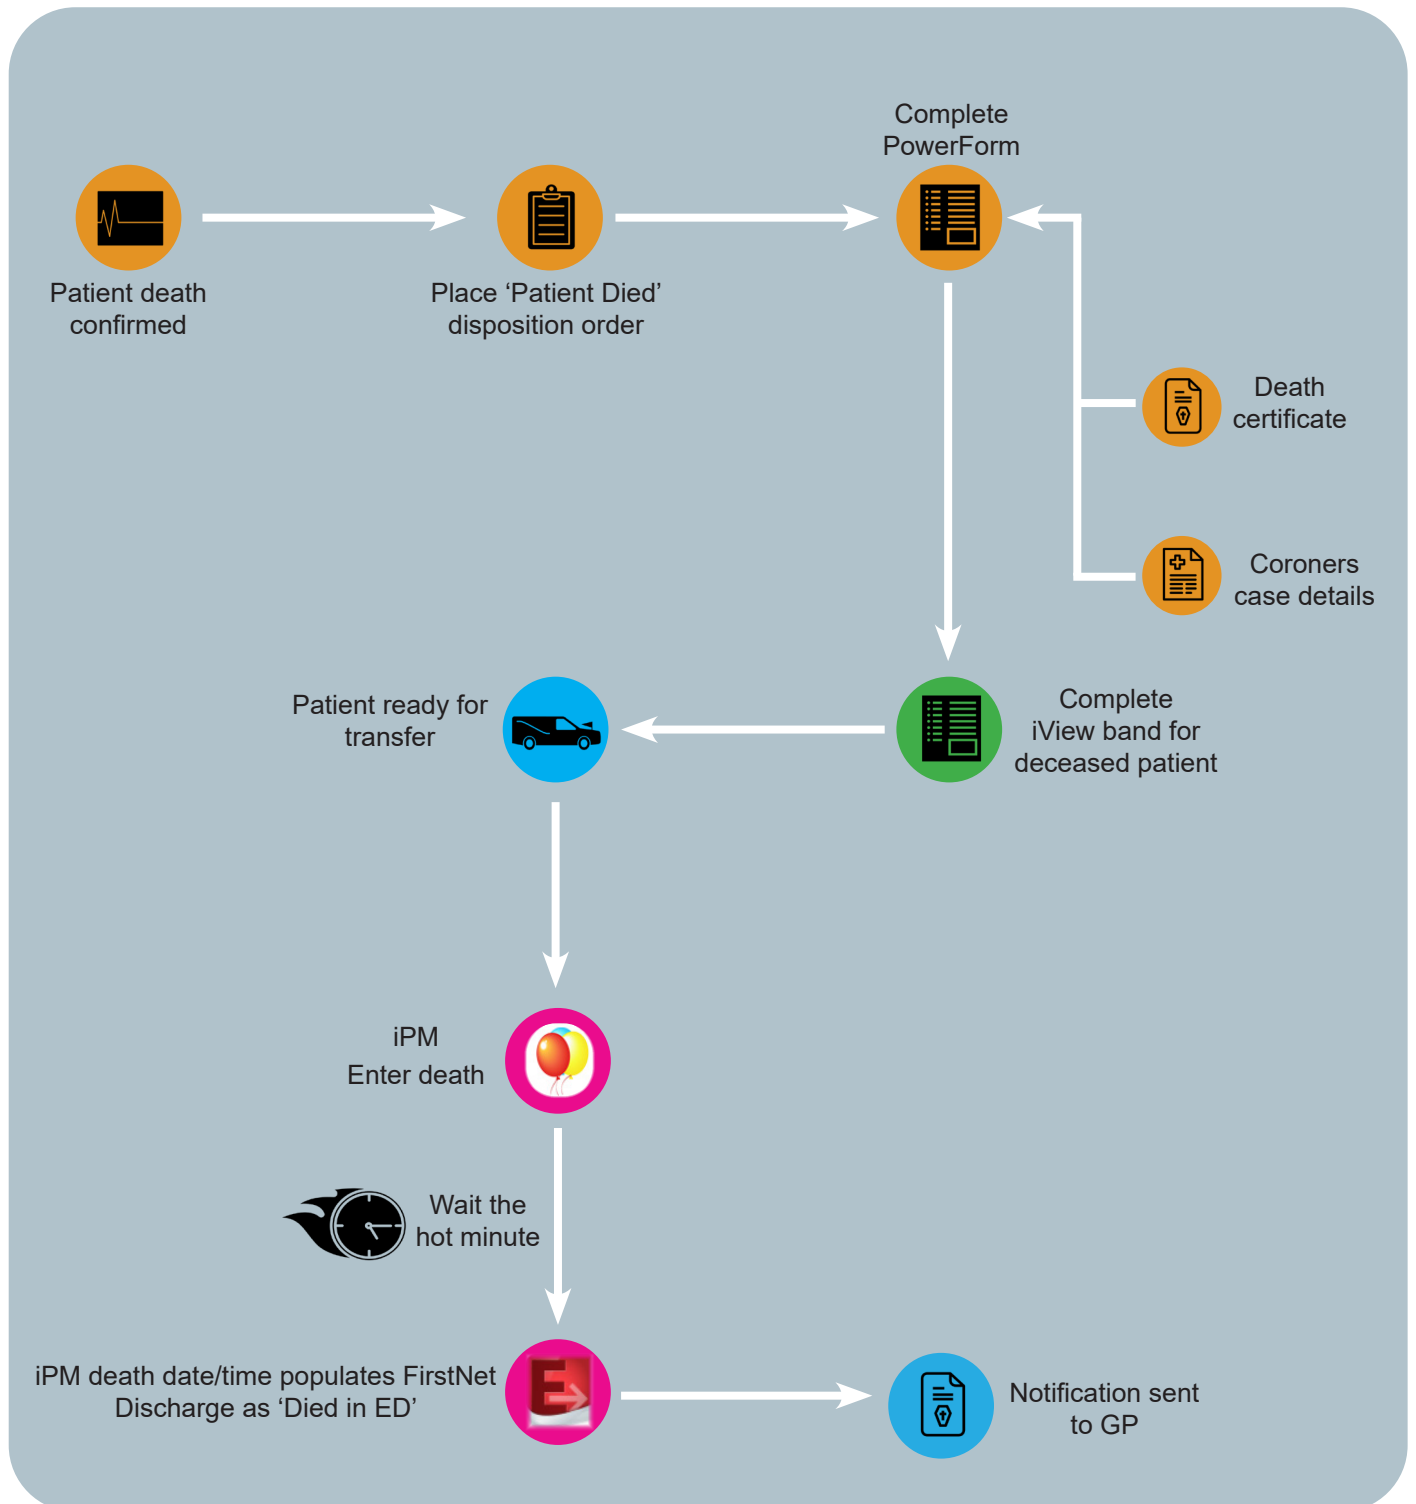 Complete
PowerForm
Patient death
confirmed
Place ‘Patient Died’
disposition order
Death
certificate
Coroners
case details
Patient ready for
transfer
Complete
iView band for
deceased patient
iPM
Enter death
Wait the
hot minute
iPM death date/time populates FirstNet
Discharge as ‘Died in ED’
E
Notification sent
to GP